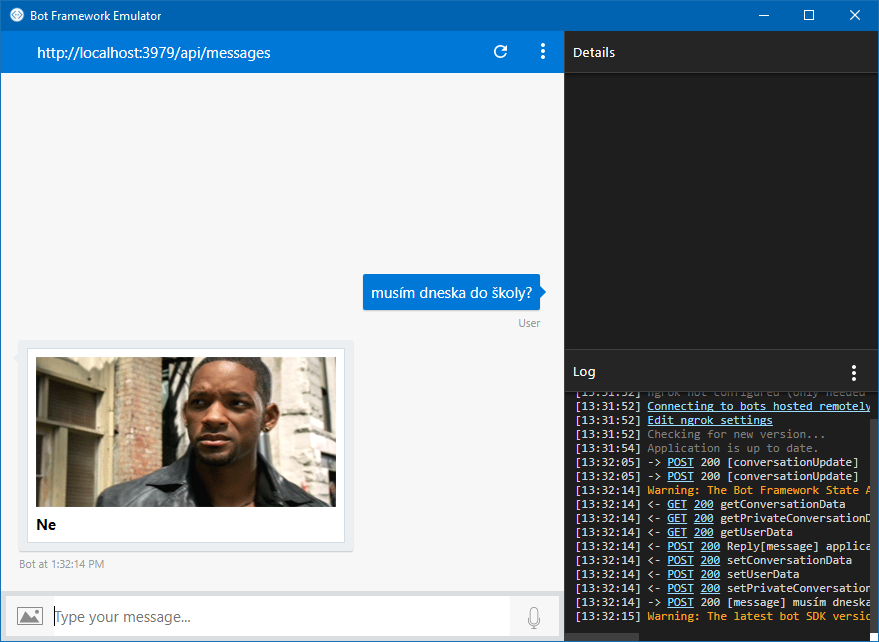 Bot Framework Emulator
http://localhost:3979/api/messages
musím dneska do školy?
User
Ne
Bot at 1:32:14 PM
Type your message...
Details
Log
[13:31:52] ngrok not configured (only needed
[13:31:52] Connecting to bots hosted remotely
[13:31:52] Edit ngrok settings
[13:31:52] Checking for new version...
[13:31:54] Application is up to date.
[13:32:05] -> POST 200 [conversationUpdate]
[13:32:05] -> POST 200 [conversationUpdate]
[13:32:14] Warning: The Bot Framework State A
[13:32:14] <- GET 200 getConversationData
[13:32:14] <- GET 200 getPrivateConversationD
[13:32:14] <- GET 200 getUserData
[13:32:14] <- POST 200 Reply[message] applica
[13:32:14] <- POST 200 setConversationData
[13:32:14] <- POST 200 setUserData
[13:32:14] <- POST 200 setPrivateConversation
[13:32:14] -> POST 200 [message] musím dneska
[13:32:15] Warning: The latest bot SDK versio